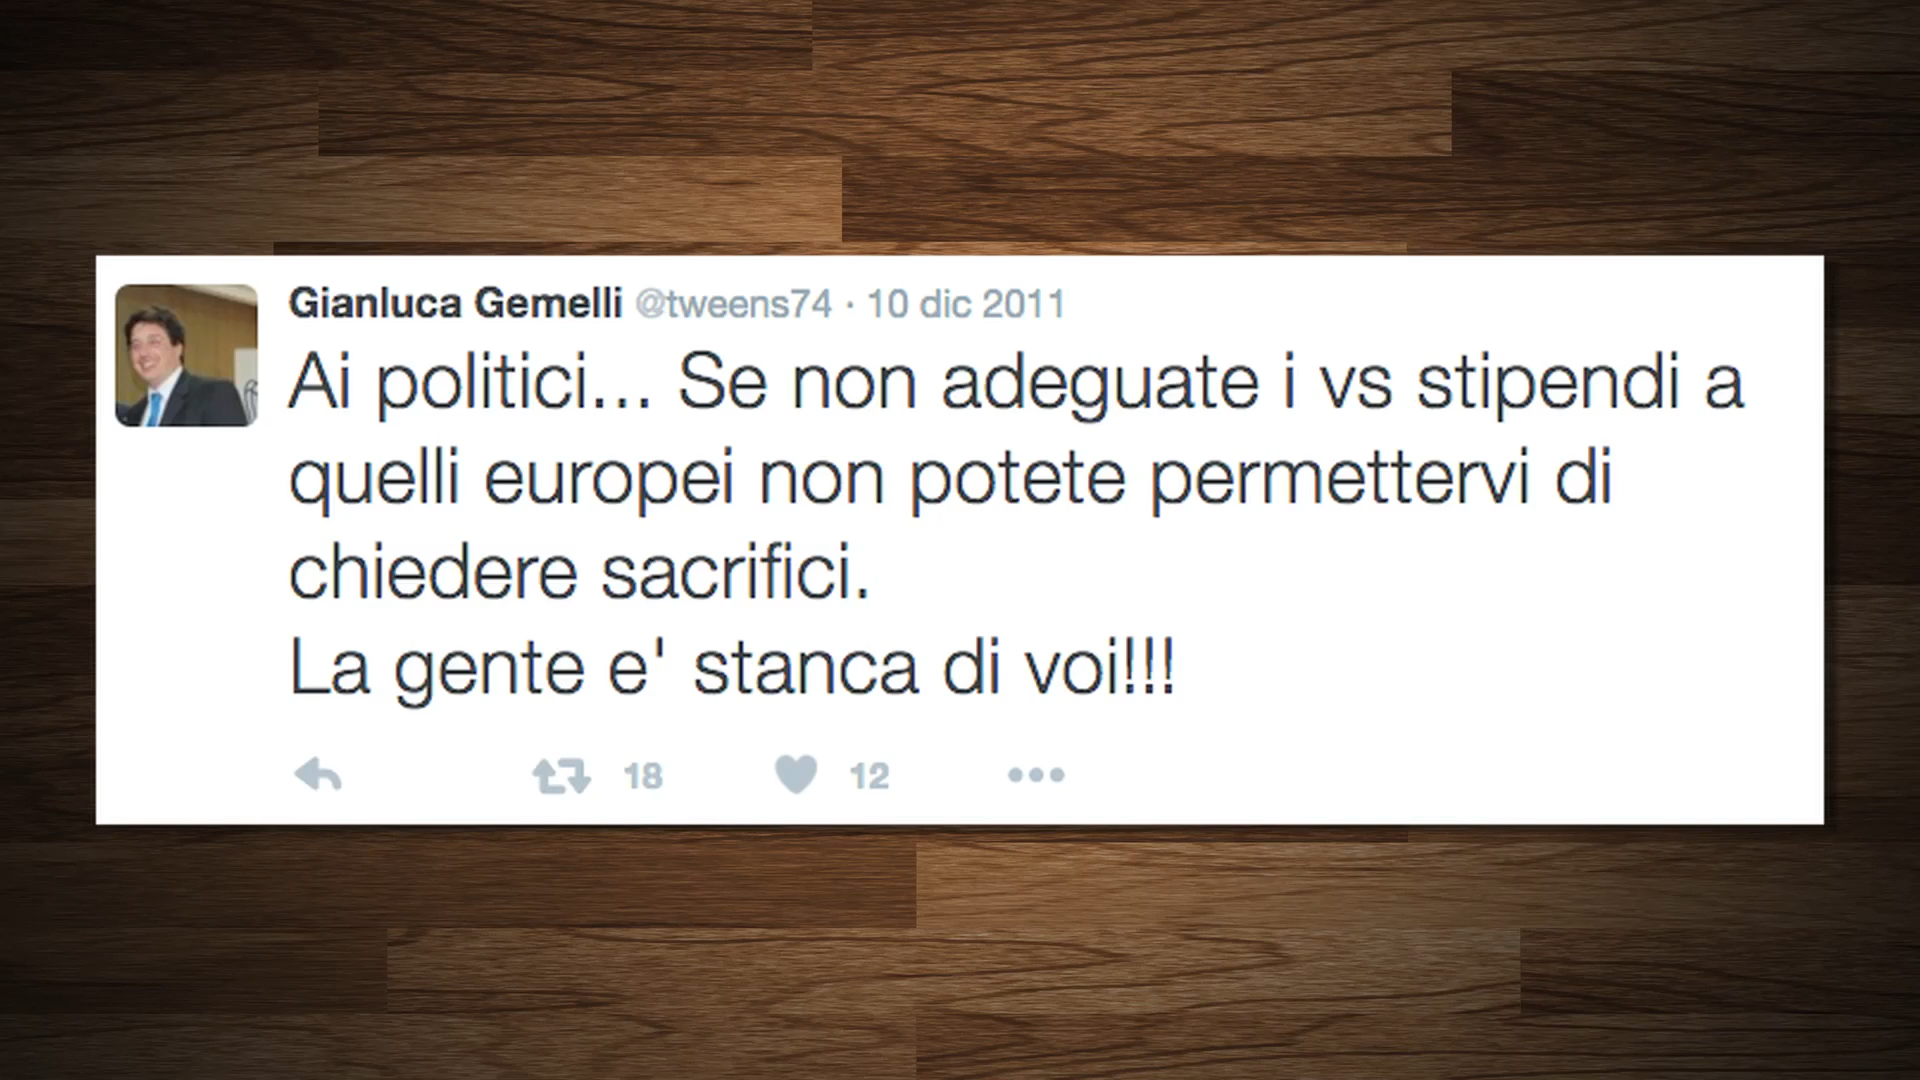 Gianluca Gemelli @tweens74 · 10 dic 2011
Ai politici... Se non adeguate i vs stipendi a
quelli europei non potete permettervi di
chiedere sacrifici.
La gente e' stanca di voi!!!
18 12